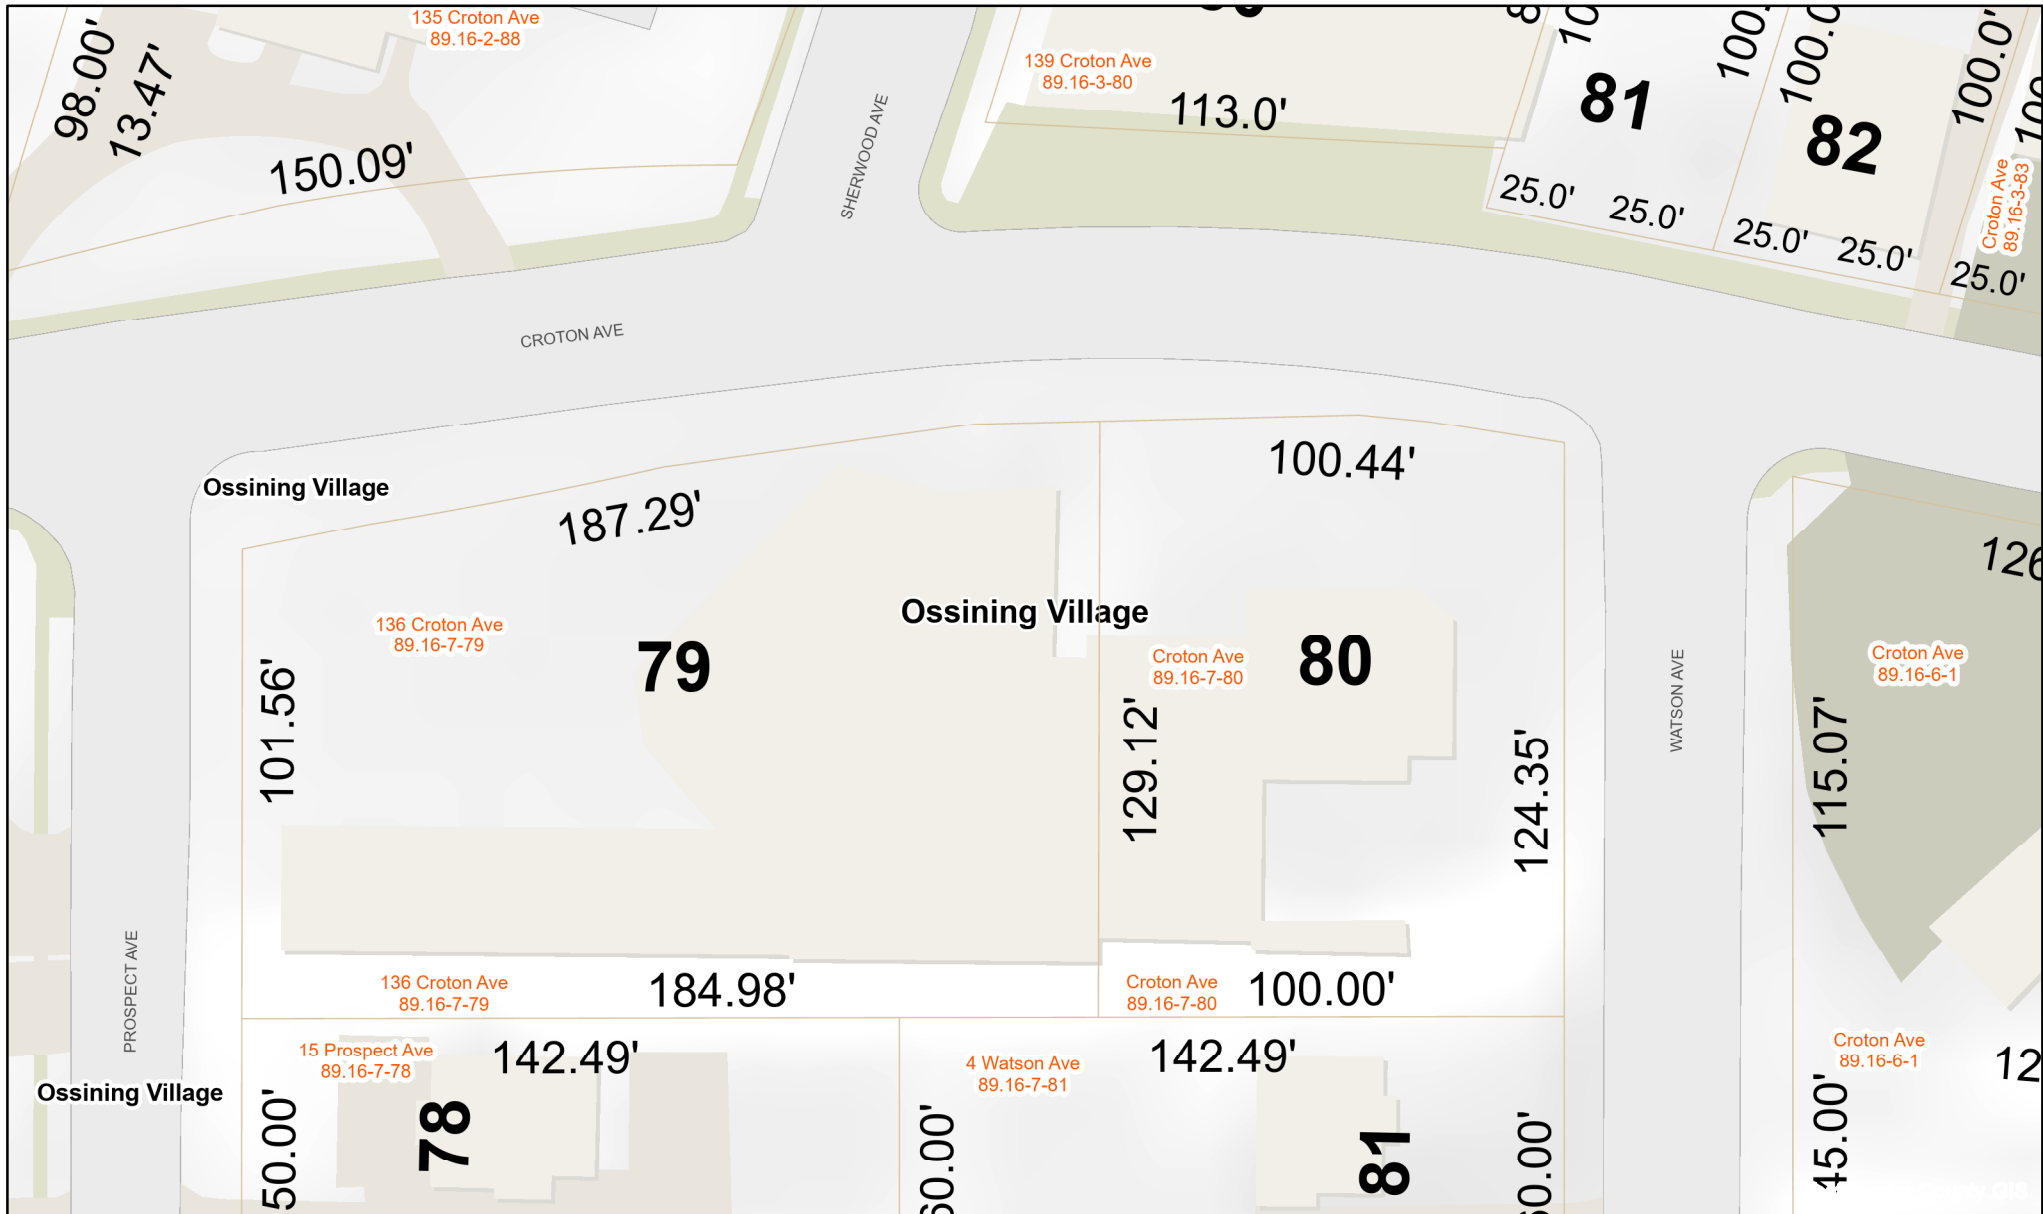 135 Croton Ave
89.16-2-88
98.00'
13.47'
150.09'
SHERWOOD AVE
139 Croton Ave
89.16-3-80
113.0'
81
82
100.0'
25.0'
25.0'
25.0'
25.0'
25.0'
Croton Ave
89.16-3-83
CROTON AVE
Ossining Village
187.29'
100.44'
136 Croton Ave
89.16-7-79
79
Ossining Village
Croton Ave
89.16-7-80
80
101.56'
129.12'
124.35'
WATSON AVE
Croton Ave
89.16-6-1
115.07'
PROSPECT AVE
136 Croton Ave
89.16-7-79
184.98'
Croton Ave
89.16-7-80
100.00'
15 Prospect Ave
89.16-7-78
142.49'
4 Watson Ave
89.16-7-81
142.49'
Croton Ave
89.16-6-1
Ossining Village
50.00'
78
81
45.00'
GIS